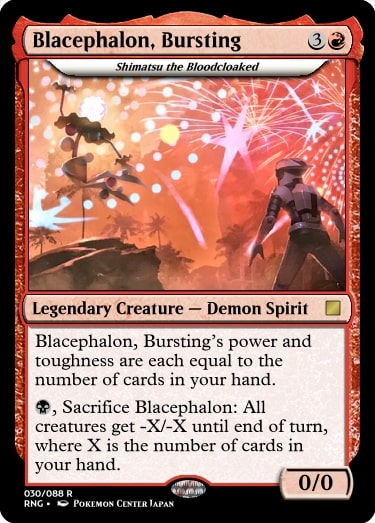 Blacephalon, Bursting 3
Shimatsu the Bloodcloaked
Legendary Creature — Demon Spirit
Blacephalon, Bursting's power and
toughness are each equal to the
number of cards in your hand.
, Sacrifice Blacephalon: All
creatures get -X/-X until end of turn,
where X is the number of cards in
your hand.
0/0
030/088 R
RNG • Pokemon Center Japan